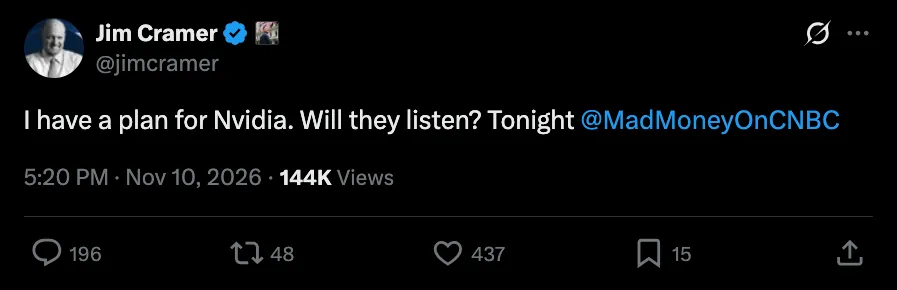 Jim Cramer
@jimcramer
I have a plan for Nvidia. Will they listen? Tonight @MadMoneyOnCNBC
5:20 PM · Nov 10, 2026 · 144K Views
196 48 437 15